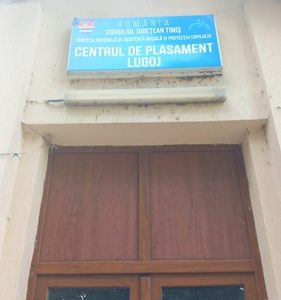 ROMÂNIA
CONSILIUL JUDEȚEAN TIMIȘ
DIRECȚIA GENERALĂ DE ASISTENȚĂ SOCIALĂ ȘI PROTECȚIA COPILULUI
CENTRUL DE PLASAMENT
LUGOJ